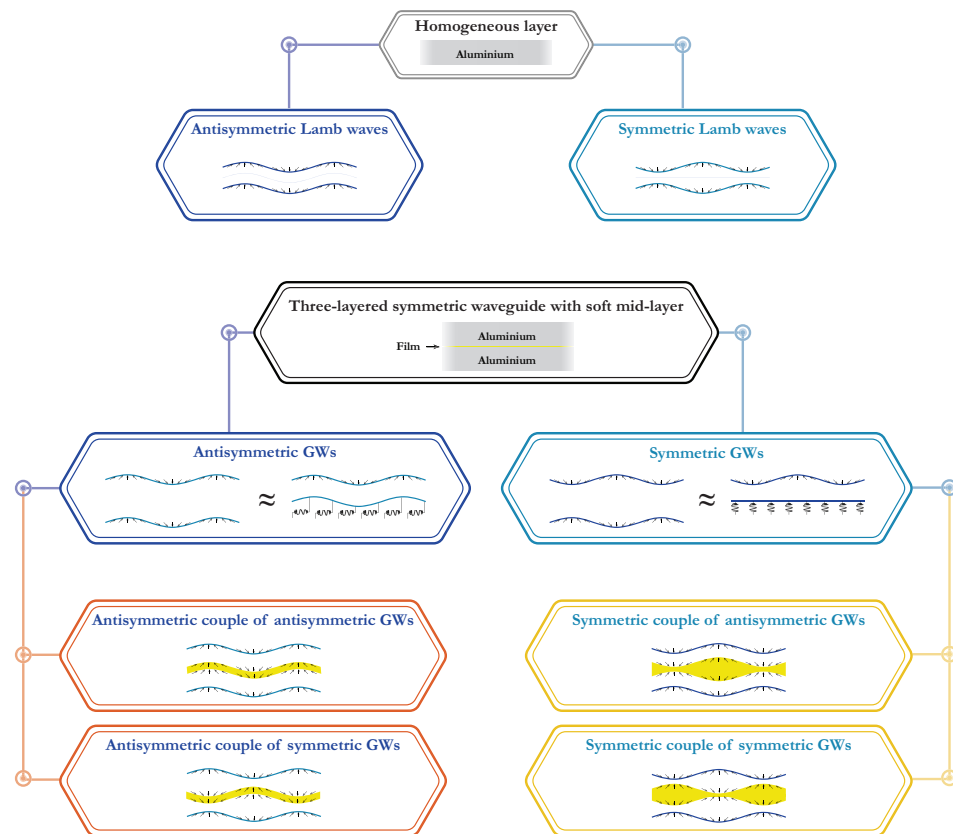 Homogeneous layer
Aluminium
Antisymmetric Lamb waves
Symmetric Lamb waves
Three-layered symmetric waveguide with soft mid-layer
Aluminium
Film
Aluminium
Antisymmetric GWs
≈
Symmetric GWs
≈
Antisymmetric couple of antisymmetric GWs
Symmetric couple of antisymmetric GWs
Antisymmetric couple of symmetric GWs
Symmetric couple of symmetric GWs